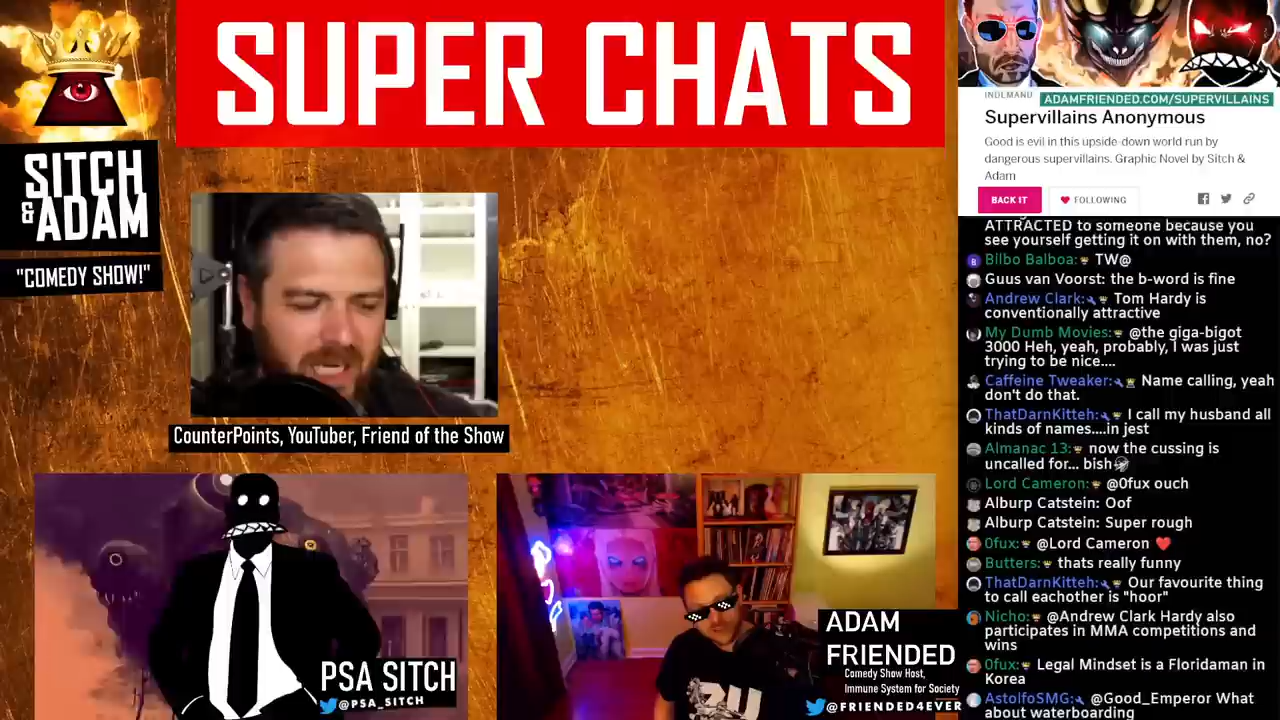 SUPER CHATS
SITCH
& ADAM
"COMEDY SHOW!"
CounterPoints, YouTuber, Friend of the Show
PSA SITCH
@PSA_SITCH
ADAM
FRIENDED
Comedy Show Host,
Immune System for Society
@FRIENDED4EVER
INDEMAND
ADAMFRIENDED.COM/SUPERVILLAINS
Supervillains Anonymous
Good is evil in this upside-down world run by
dangerous supervillains. Graphic Novel by Sitch &
Adam
BACK IT
FOLLOWING
ATTRACTED to someone because you
see yourself getting it on with them, no?
Bilbo Balboa: TW@
Guus van Voorst: the b-word is fine
Andrew Clark: Tom Hardy is
conventionally attractive
My Dumb Movies: @the giga-bigot
3000 Heh, yeah, probably, I was just
trying to be nice....
Caffeine Tweaker: Name calling, yeah
don't do that.
ThatDarnKitteh: I call my husband all
kinds of names....in jest
Almanac 13: now the cussing is
uncalled for... bish
Lord Cameron: @0fux ouch
Alburp Catstein: Oof
Alburp Catstein: Super rough
0fux: @Lord Cameron ❤️
Butters: thats really funny
ThatDarnKitteh: Our favourite thing
to call eachother is "hoor"
Nicho: @Andrew Clark Hardy also
participates in MMA competitions and
wins
0fux: Legal Mindset is a Floridaman in
Korea
AstolfoSMG: @Good_Emperor What
about waterboarding